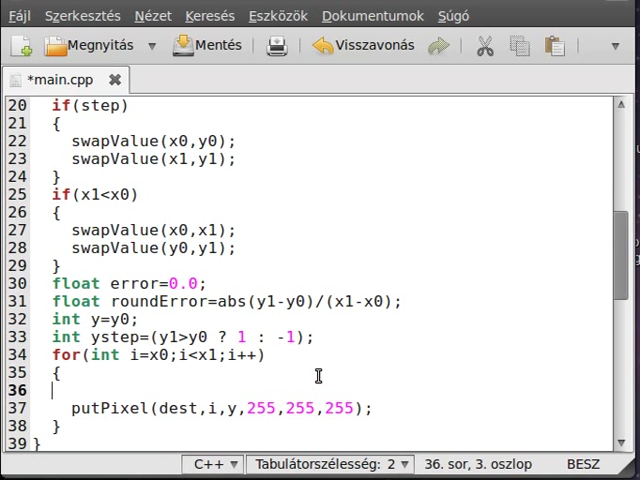 Fájl Szerkesztés Nézet Keresés Eszközök Dokumentumok Súgó
Megnyitás Mentés Visszavonás
*main.cpp
20 if(step)
21 {
22 swapValue(x0,y0);
23 swapValue(x1,y1);
24 }
25 if(x1<x0)
26 {
27 swapValue(x0,x1);
28 swapValue(y0,y1);
29 }
30 float error=0.0;
31 float roundError=abs(y1-y0)/(x1-x0);
32 int y=y0;
33 int ystep=(y1>y0 ? 1 : -1);
34 for(int i=x0;i<x1;i++)
35 {
36
37 putPixel(dest,i,y,255,255,255);
38 }
39 }
C++ Tabulátorszélesség: 2 36. sor, 3. oszlop BESZ